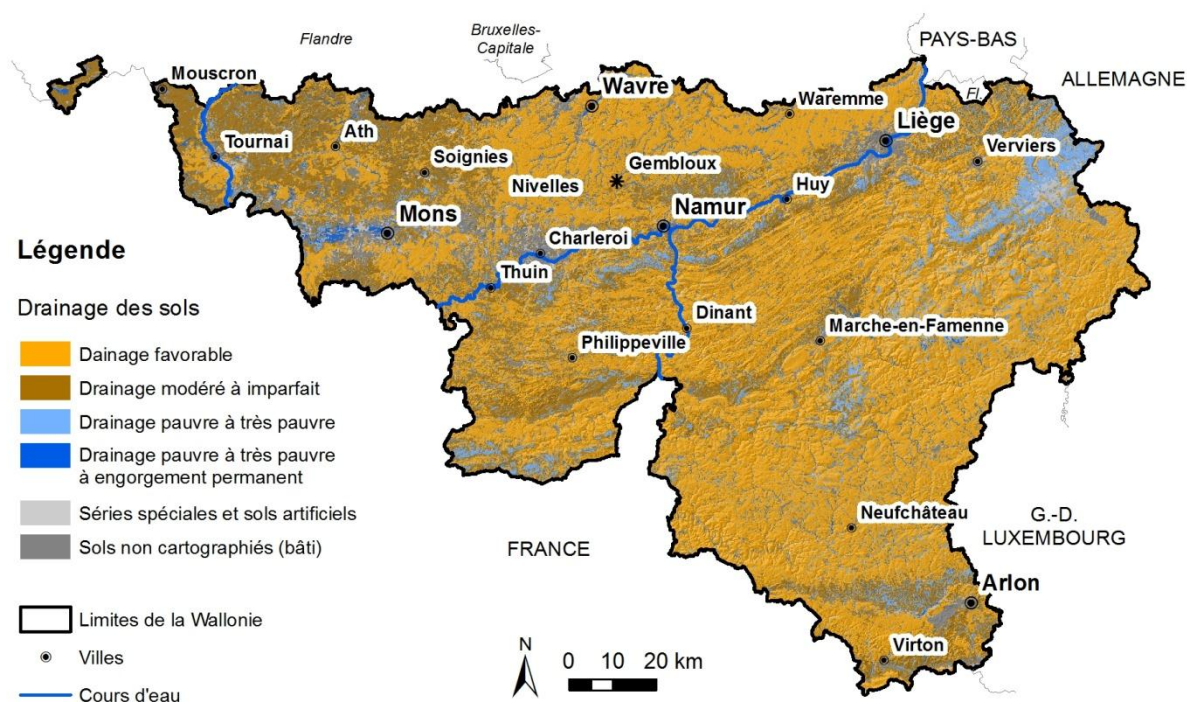 Flandre
Bruxelles-
Capitale
PAYS-BAS
ALLEMAGNE
Fl.
Mouscron
Wavre
Waremme
Liège
Ath
Tournai
Soignies
Gembloux
Verviers
Nivelles
Huy
Mons
Namur
Charleroi
Thuin
Dinant
Philippeville
Marche-en-Famenne
Neufchâteau
FRANCE
G.-D.
LUXEMBOURG
Arlon
Virton
Légende
Drainage des sols
Dainage favorable
Drainage modéré à imparfait
Drainage pauvre à très pauvre
Drainage pauvre à très pauvre
à engorgement permanent
Séries spéciales et sols artificiels
Sols non cartographiés (bâti)
Limites de la Wallonie
Villes
Cours d'eau
N
0 10 20 km